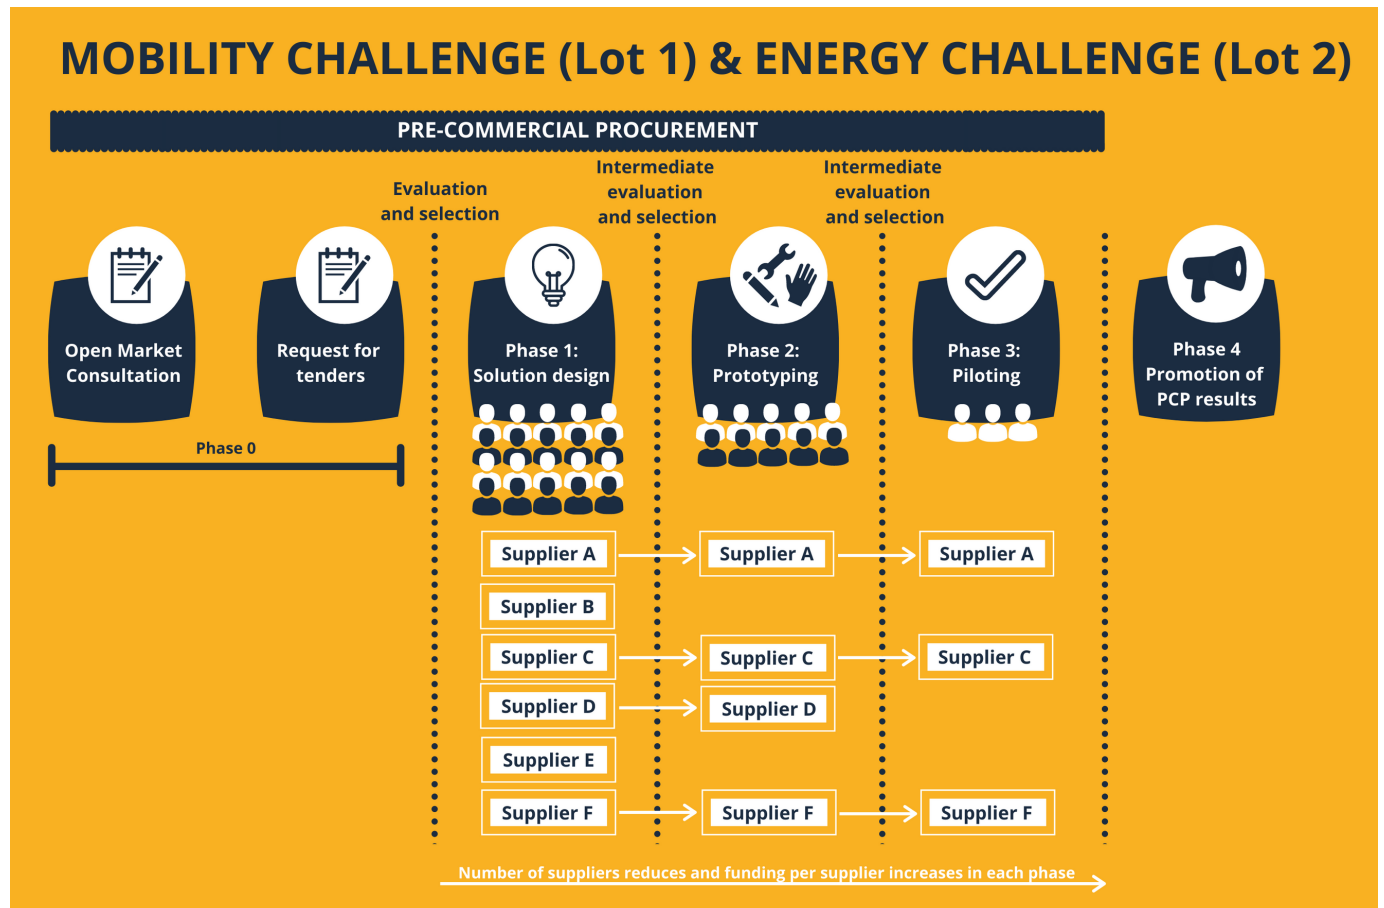 MOBILITY CHALLENGE (Lot 1) & ENERGY CHALLENGE (Lot 2)
PRE-COMMERCIAL PROCUREMENT
Evaluation
and selection
Intermediate
evaluation
and selection
Intermediate
evaluation
and selection
Open Market
Consultation
Request for
tenders
Phase 1:
Solution design
Phase 2:
Prototyping
Phase 3:
Piloting
Phase 4
Promotion of
PCP results
Phase 0
Supplier A
Supplier A
Supplier A
Supplier B
Supplier C
Supplier C
Supplier C
Supplier D
Supplier D
Supplier E
Supplier F
Supplier F
Supplier F
Number of suppliers reduces and funding per supplier increases in each phase